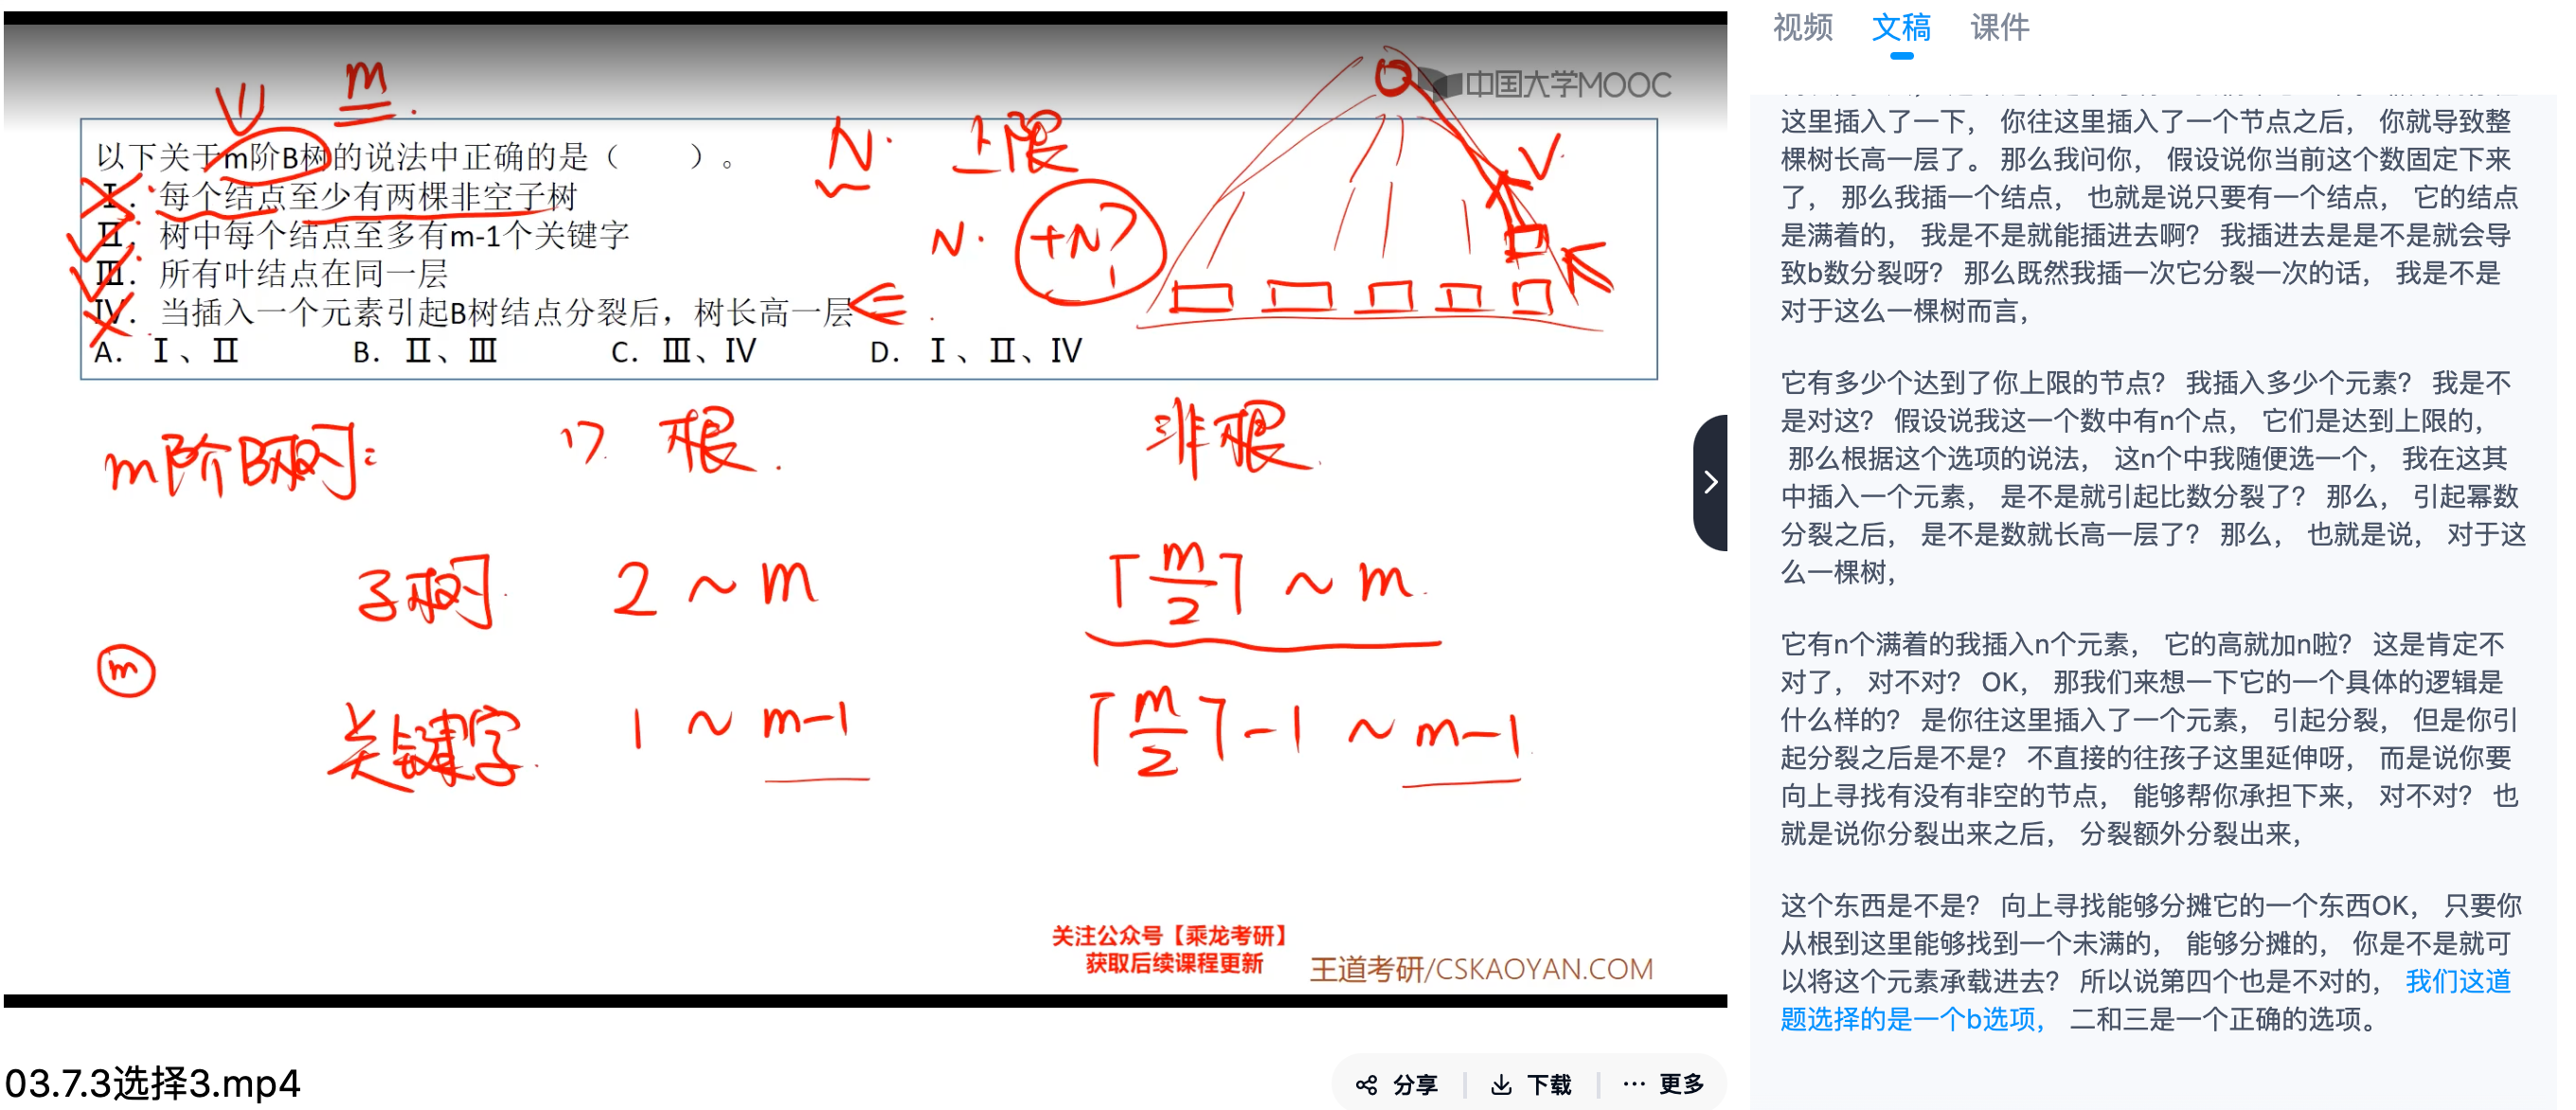 中国大学MOOC
m
N. 上限
以下关于m阶B树的说法中正确的是（　　）。
Ⅰ. 每个结点至少有两棵非空子树
Ⅱ. 树中每个结点至多有m-1个关键字
Ⅲ. 所有叶结点在同一层
Ⅳ. 当插入一个元素引起B树结点分裂后，树长高一层
N. +N?
A. Ⅰ、Ⅱ B. Ⅱ、Ⅲ C. Ⅲ、Ⅳ D. Ⅰ、Ⅱ、Ⅳ
m阶B树: 1) 根. 非根.
子树. 2 ~ m ⌈m/2⌉ ~ m.
m
关键字. 1 ~ m-1 ⌈m/2⌉-1 ~ m-1.
关注公众号【乘龙考研】
获取后续课程更新
王道考研/CSKAOYAN.COM
03.7.3选择3.mp4
分享 下载 更多
视频 文稿 课件
这里插入了一下， 你往这里插入了一个节点之后， 你就导致整
棵树长高一层了。 那么我问你， 假设说你当前这个数固定下来
了， 那么我插一个结点， 也就是说只要有一个结点， 它的结点
是满着的， 我是不是就能插进去啊？ 我插进去是是不是就会导
致b数分裂呀？ 那么既然我插一次它分裂一次的话， 我是不是
对于这么一棵树而言，
它有多少个达到了你上限的节点？ 我插入多少个元素？ 我是不
是对这？ 假设说我这一个数中有n个点， 它们是达到上限的，
那么根据这个选项的说法， 这n个中我随便选一个， 我在这其
中插入一个元素， 是不是就引起比数分裂了？ 那么， 引起幂数
分裂之后， 是不是数就长高一层了？ 那么， 也就是说， 对于这
么一棵树，
它有n个满着的我插入n个元素， 它的高就加n啦？ 这是肯定不
对了， 对不对？ OK， 那我们来想一下它的一个具体的逻辑是
什么样的？ 是你往这里插入了一个元素， 引起分裂， 但是你引
起分裂之后是不是？ 不直接的往孩子这里延伸呀， 而是说你要
向上寻找有没有非空的节点， 能够帮你承担下来， 对不对？ 也
就是说你分裂出来之后， 分裂额外分裂出来，
这个东西是不是？ 向上寻找能够分摊它的一个东西OK， 只要你
从根到这里能够找到一个未满的， 能够分摊的， 你是不是就可
以将这个元素承载进去？ 所以说第四个也是不对的， 我们这道
题选择的是一个b选项， 二和三是一个正确的选项。